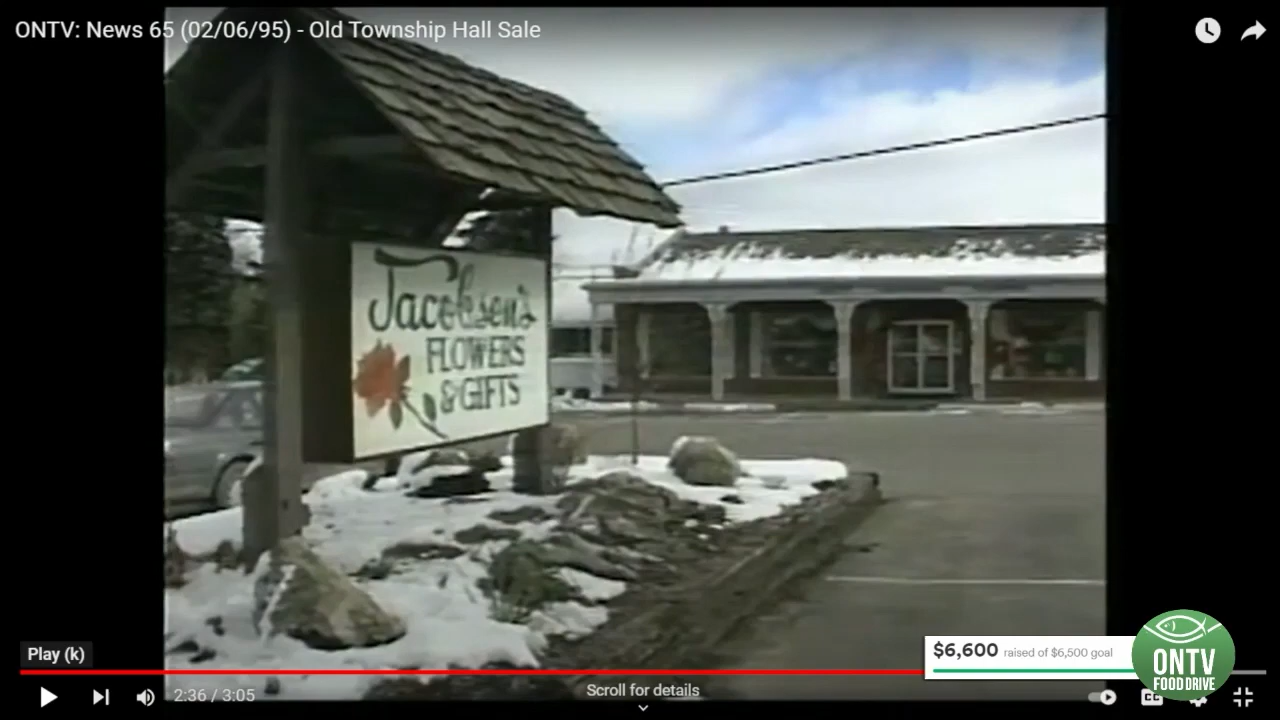 ONTV: News 65 (02/06/95) - Old Township Hall Sale
Jacobsen's
FLOWERS
& GIFTS
Play (k)
$6,600 raised of $6,500 goal
ONTV
FOOD DRIVE
2:36 / 3:05
Scroll for details
CC